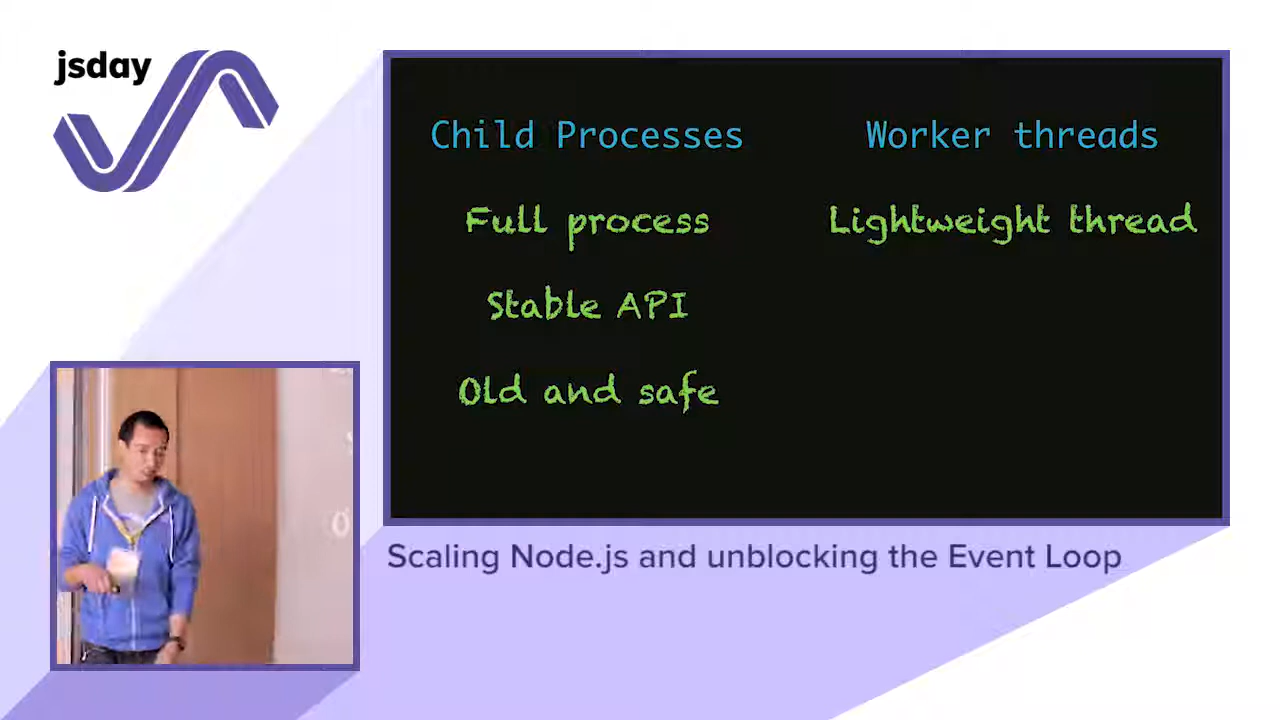 jsday
Child Processes
Worker threads
Full process
Lightweight thread
Stable API
Old and safe
Scaling Node.js and unblocking the Event Loop